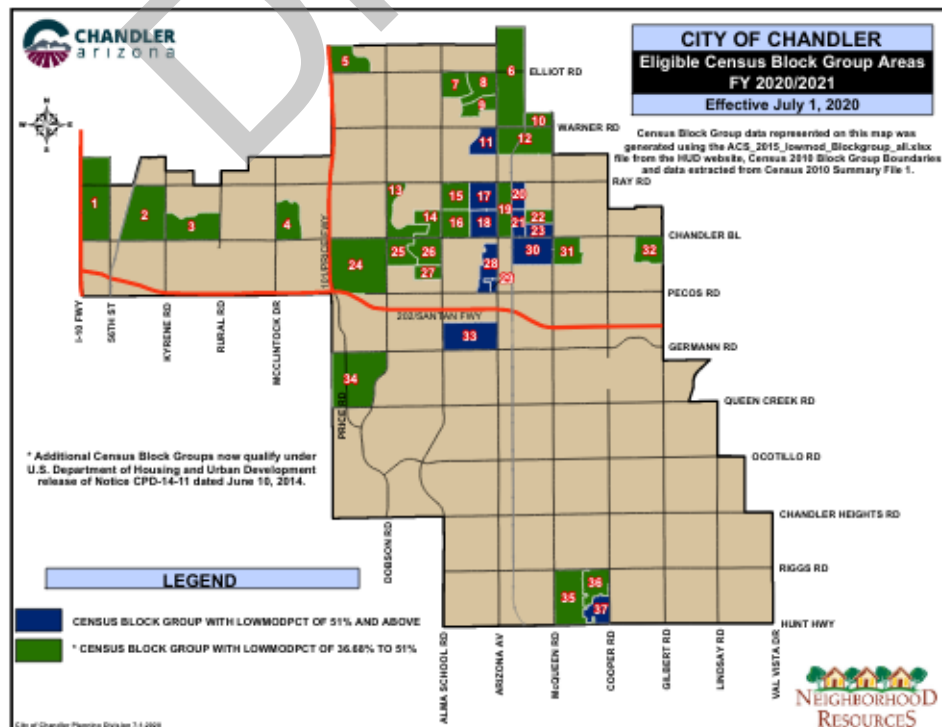 CHANDLER
arizona
CITY OF CHANDLER
Eligible Census Block Group Areas
FY 2020/2021
Effective July 1, 2020
Census Block Group data represented on this map was
generated using the ACS_2015_lowmod_Blockgroup_all.xlsx
file from the HUD website, Census 2010 Block Group Boundaries
and data extracted from Census 2010 Summary File 1.
N
W E
S
ELLIOT RD
WARNER RD
RAY RD
CHANDLER BL
PECOS RD
GERMANN RD
QUEEN CREEK RD
OCOTILLO RD
CHANDLER HEIGHTS RD
RIGGS RD
HUNT HWY
5
6
7
8
9
10
11
12
13
1
2
3
4
14
15
16
17
18
19
20
21
22
23
24
25
26
27
28
29
30
31
32
33
34
35
36
37
202/SANTAN FWY
I-10 FWY
56TH ST
KYRENE RD
RURAL RD
MCCLINTOCK DR
PRICE RD
DOBSON RD
ALMA SCHOOL RD
ARIZONA AV
McQUEEN RD
COOPER RD
GILBERT RD
LINDSAY RD
VAL VISTA DR
* Additional Census Block Groups now qualify under
U.S. Department of Housing and Urban Development
release of Notice CPD-14-11 dated June 10, 2014.
LEGEND
CENSUS BLOCK GROUP WITH LOWMODPCT OF 51% AND ABOVE
* CENSUS BLOCK GROUP WITH LOWMODPCT OF 36.68% TO 51%
City of Chandler Planning Division 7-1-2020
NEIGHBORHOOD
RESOURCES